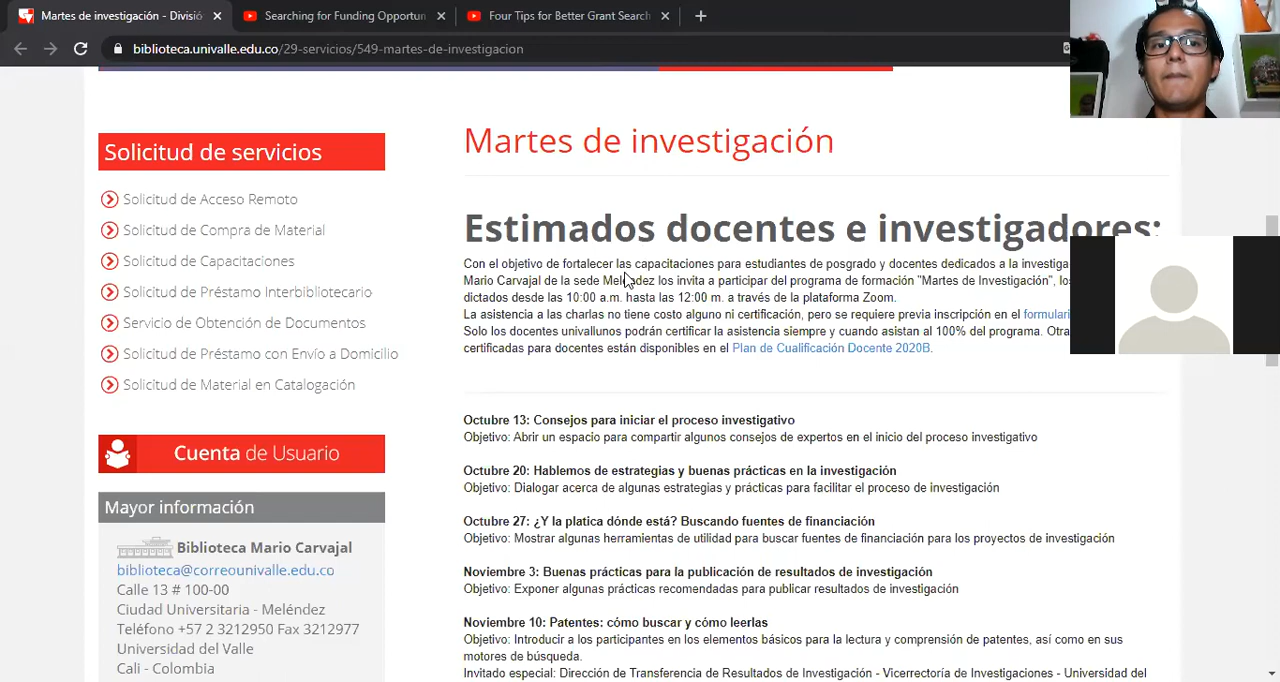 Martes de investigación - Divisió
Searching for Funding Opportun
Four Tips for Better Grant Search
biblioteca.univalle.edu.co/29-servicios/549-martes-de-investigacion
Solicitud de servicios
Solicitud de Acceso Remoto
Solicitud de Compra de Material
Solicitud de Capacitaciones
Solicitud de Préstamo Interbibliotecario
Servicio de Obtención de Documentos
Solicitud de Préstamo con Envío a Domicilio
Solicitud de Material en Catalogación
Cuenta de Usuario
Mayor información
Biblioteca Mario Carvajal
biblioteca@correounivalle.edu.co
Calle 13 # 100-00
Ciudad Universitaria - Meléndez
Teléfono +57 2 3212950 Fax 3212977
Universidad del Valle
Cali - Colombia
Martes de investigación
Estimados docentes e investigadores:
Con el objetivo de fortalecer las capacitaciones para estudiantes de posgrado y docentes dedicados a la investiga
Mario Carvajal de la sede Meléndez los invita a participar del programa de formación "Martes de Investigación", los
dictados desde las 10:00 a.m. hasta las 12:00 m. a través de la plataforma Zoom.
La asistencia a las charlas no tiene costo alguno ni certificación, pero se requiere previa inscripción en el formulari
Solo los docentes univallunos podrán certificar la asistencia siempre y cuando asistan al 100% del programa. Otra
certificadas para docentes están disponibles en el Plan de Cualificación Docente 2020B.
Octubre 13: Consejos para iniciar el proceso investigativo
Objetivo: Abrir un espacio para compartir algunos consejos de expertos en el inicio del proceso investigativo
Octubre 20: Hablemos de estrategias y buenas prácticas en la investigación
Objetivo: Dialogar acerca de algunas estrategias y prácticas para facilitar el proceso de investigación
Octubre 27: ¿Y la platica dónde está? Buscando fuentes de financiación
Objetivo: Mostrar algunas herramientas de utilidad para buscar fuentes de financiación para los proyectos de investigación
Noviembre 3: Buenas prácticas para la publicación de resultados de investigación
Objetivo: Exponer algunas prácticas recomendadas para publicar resultados de investigación
Noviembre 10: Patentes: cómo buscar y cómo leerlas
Objetivo: Introducir a los participantes en los elementos básicos para la lectura y comprensión de patentes, así como en sus
motores de búsqueda.
Invitado especial: Dirección de Transferencia de Resultados de Investigación - Vicerrectoría de Investigaciones - Universidad del